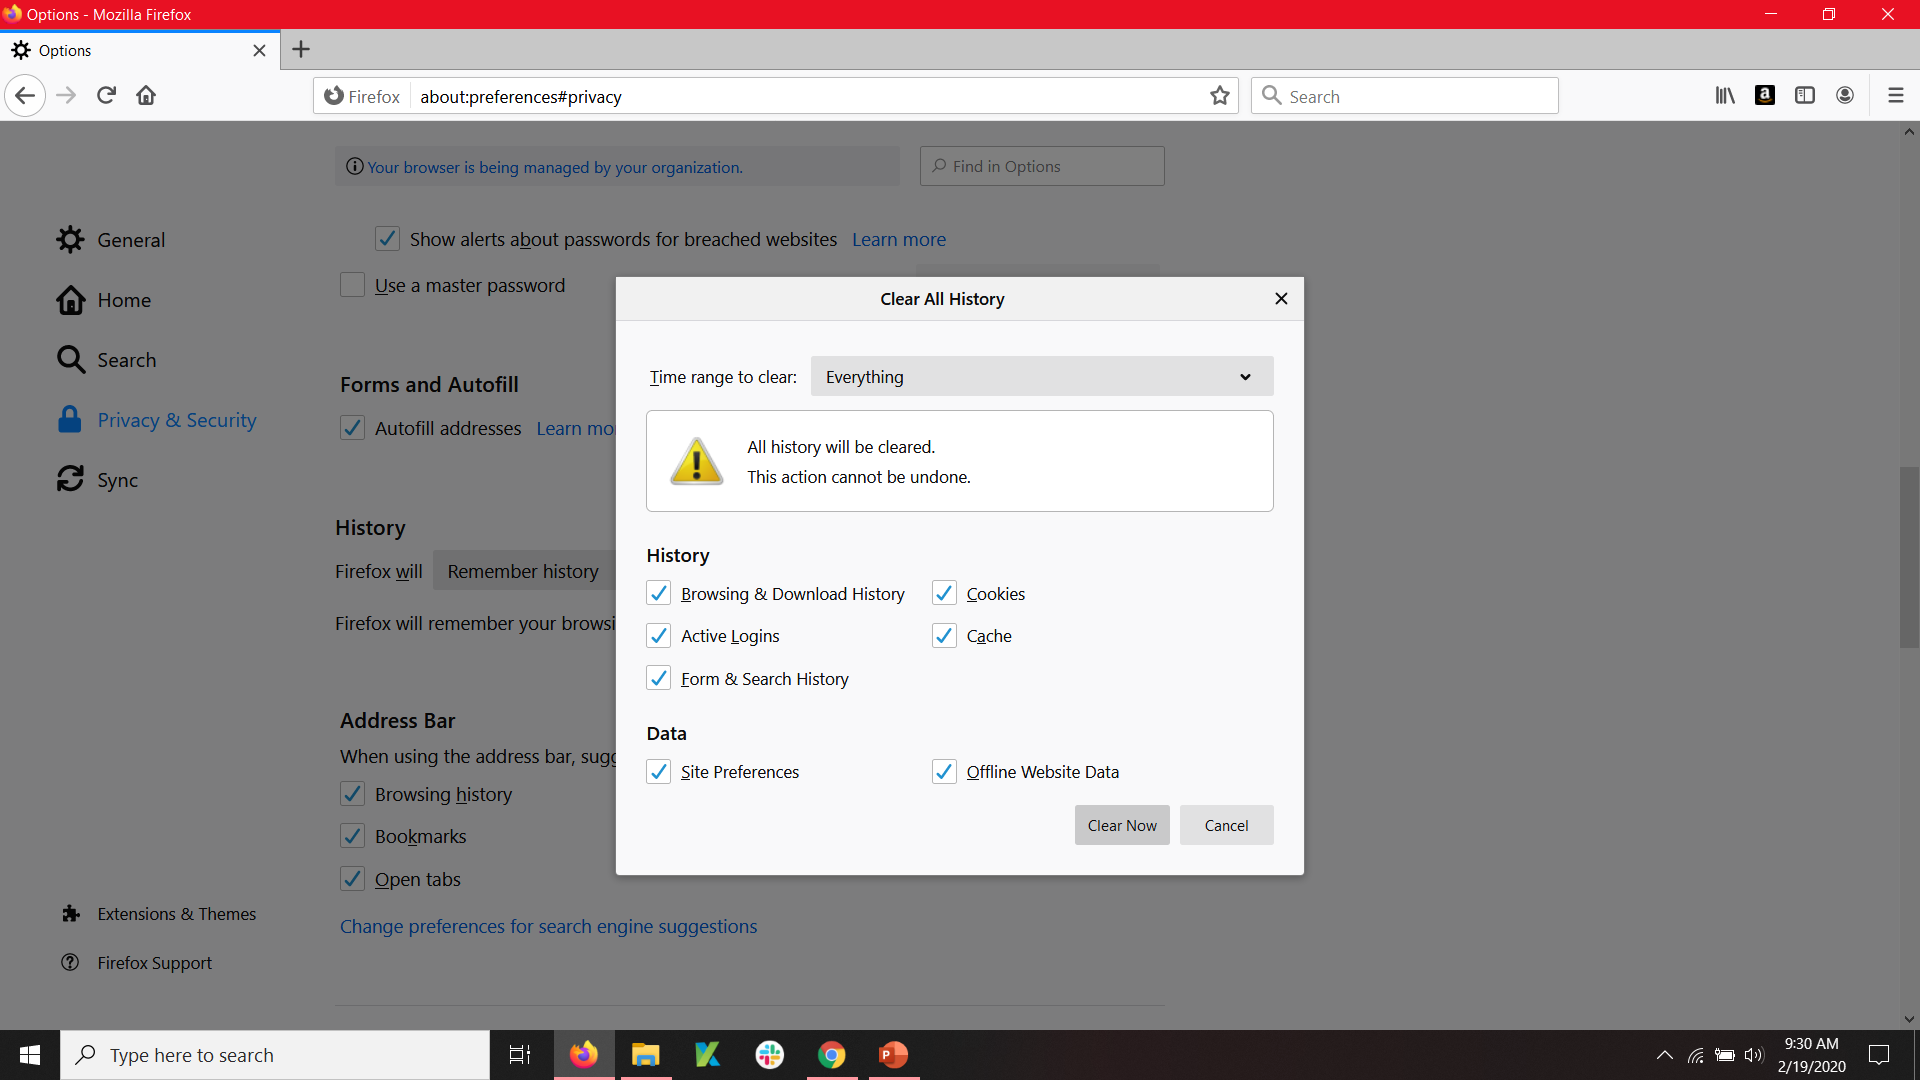 Options - Mozilla Firefox
Options
Firefox
about:preferences#privacy
Search
Your browser is being managed by your organization.
Find in Options
General
Home
Search
Privacy & Security
Sync
Extensions & Themes
Firefox Support
Show alerts about passwords for breached websites Learn more
Use a master password
Forms and Autofill
Autofill addresses Learn mo
History
Firefox will Remember history
Firefox will remember your browsi
Address Bar
When using the address bar, sugg
Browsing history
Bookmarks
Open tabs
Change preferences for search engine suggestions
Clear All History
Time range to clear: Everything
All history will be cleared.
This action cannot be undone.
History
Browsing & Download History Cookies
Active Logins Cache
Form & Search History
Data
Site Preferences Offline Website Data
Clear Now Cancel
Type here to search
9:30 AM
2/19/2020